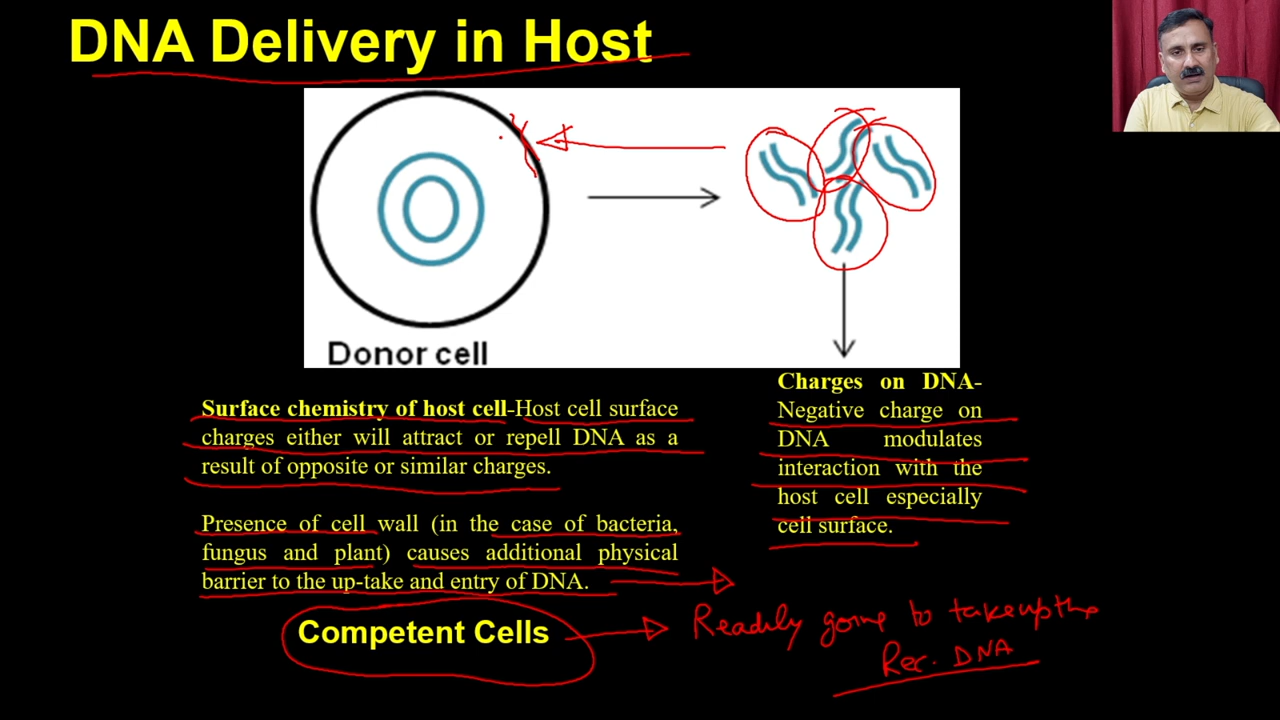 DNA Delivery in Host
Donor cell
Surface chemistry of host cell-Host cell surface
charges either will attract or repell DNA as a
result of opposite or similar charges.
Presence of cell wall (in the case of bacteria,
fungus and plant) causes additional physical
barrier to the up-take and entry of DNA.
Charges on DNA-
Negative charge on
DNA modulates
interaction with the
host cell especially
cell surface.
Competent Cells
Readily going to takeup the
Rec. DNA